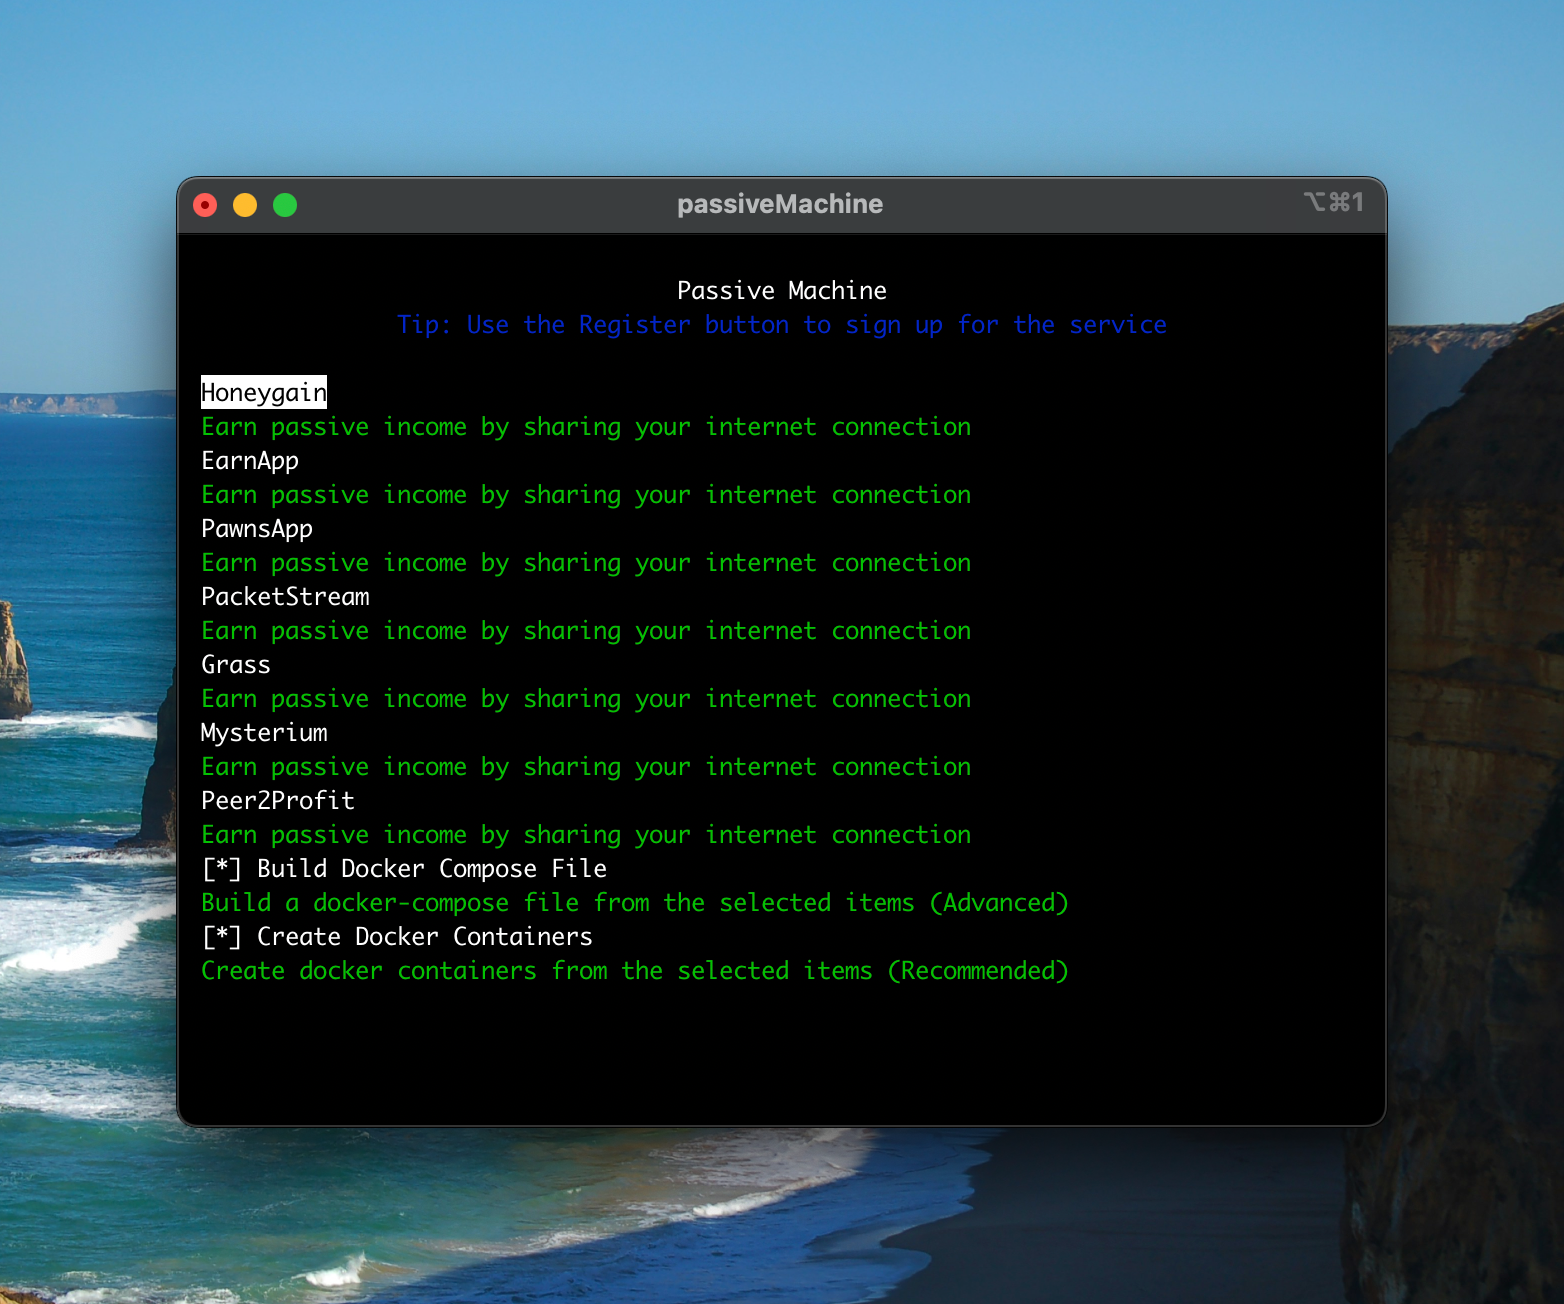 passiveMachine
⌥⌘1
Passive Machine
Tip: Use the Register button to sign up for the service
Honeygain
Earn passive income by sharing your internet connection
EarnApp
Earn passive income by sharing your internet connection
PawnsApp
Earn passive income by sharing your internet connection
PacketStream
Earn passive income by sharing your internet connection
Grass
Earn passive income by sharing your internet connection
Mysterium
Earn passive income by sharing your internet connection
Peer2Profit
Earn passive income by sharing your internet connection
[*] Build Docker Compose File
Build a docker-compose file from the selected items (Advanced)
[*] Create Docker Containers
Create docker containers from the selected items (Recommended)